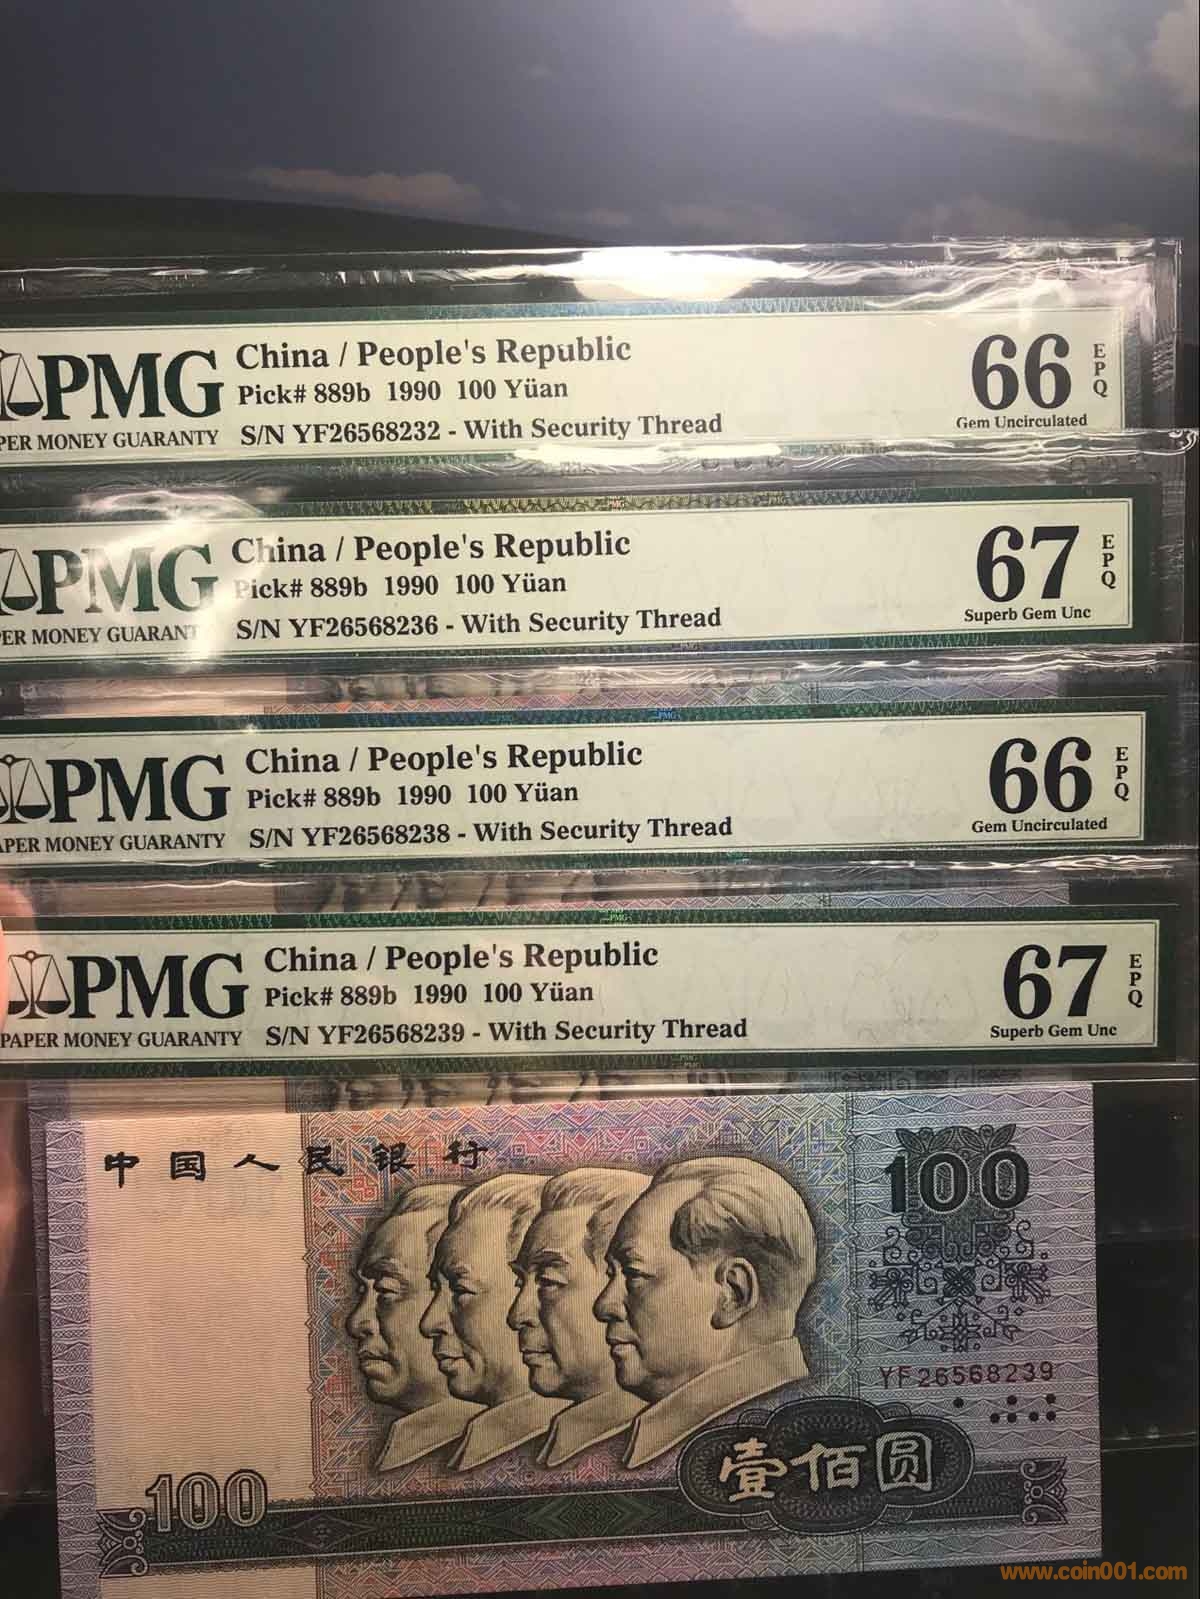 PMG
PER MONEY GUARANTY
China / People's Republic
Pick# 889b 1990 100 Yüan
S/N YF26568232 - With Security Thread
66 EPQ
Gem Uncirculated
PMG
ER MONEY GUARANT
China / People's Republic
Pick# 889b 1990 100 Yüan
S/N YF26568236 - With Security Thread
67 EPQ
Superb Gem Unc
PMG
APER MONEY GUARANTY
China / People's Republic
Pick# 889b 1990 100 Yüan
S/N YF26568238 - With Security Thread
66 EPQ
Gem Uncirculated
PMG
PAPER MONEY GUARANTY
China / People's Republic
Pick# 889b 1990 100 Yüan
S/N YF26568239 - With Security Thread
67 EPQ
Superb Gem Unc
中国人民银行
100
YF26568239
壹佰圆
100
www.coin001.com